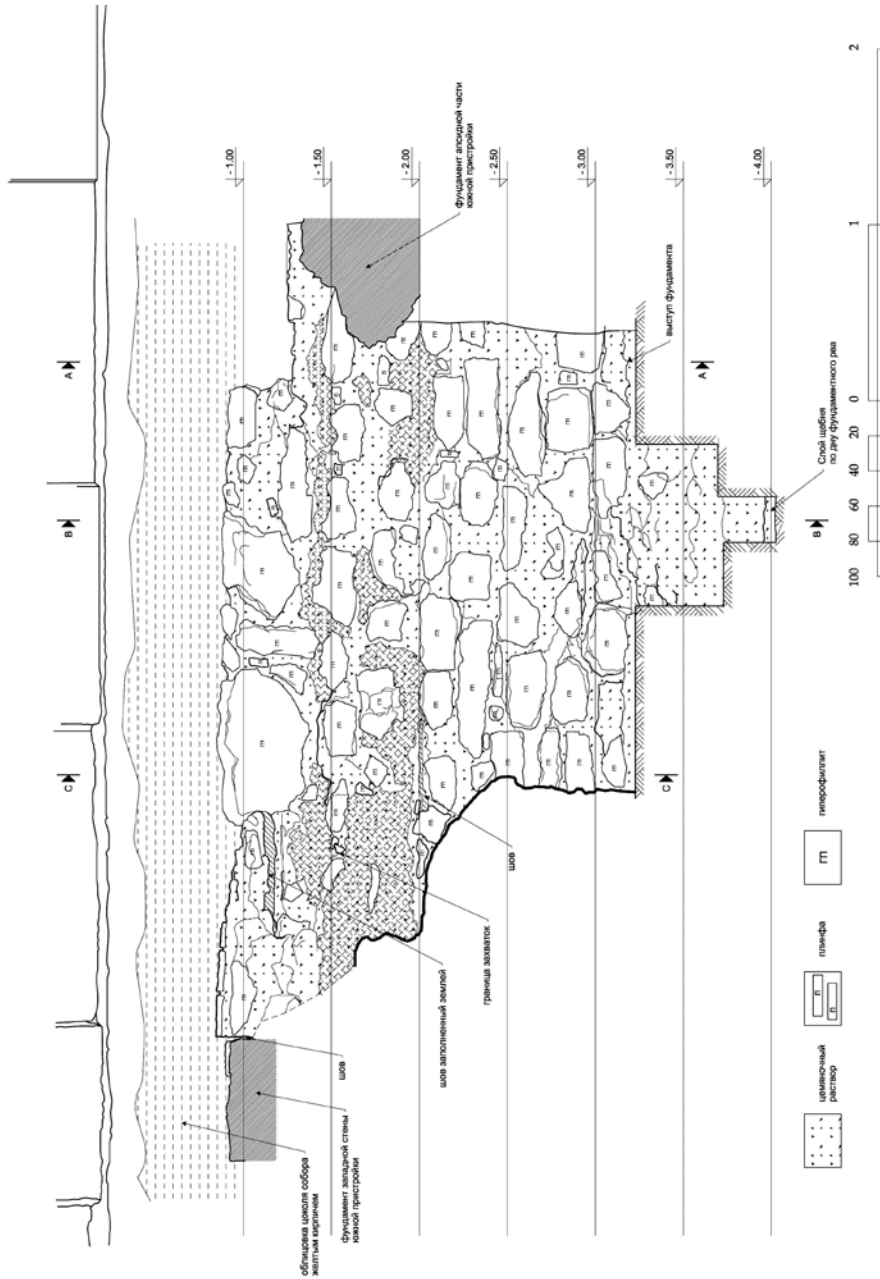 облицовка цоколя собора
желтым кирпичем
фундамент западной стены
южной пристройки
шов
шов заполненный землей
граница захваток
шов
фундамент апсидной части
южной пристройки
выступ фундамента
Слой щебня
по дну фундаментного рва
C
B
A
C
B
A
- 1.00
- 1.50
- 2.00
- 2.50
- 3.00
- 3.50
- 4.00
цемяночный
раствор
п
п
плинфа
гиперофиллит
100
80
60
40
20
0
1
2